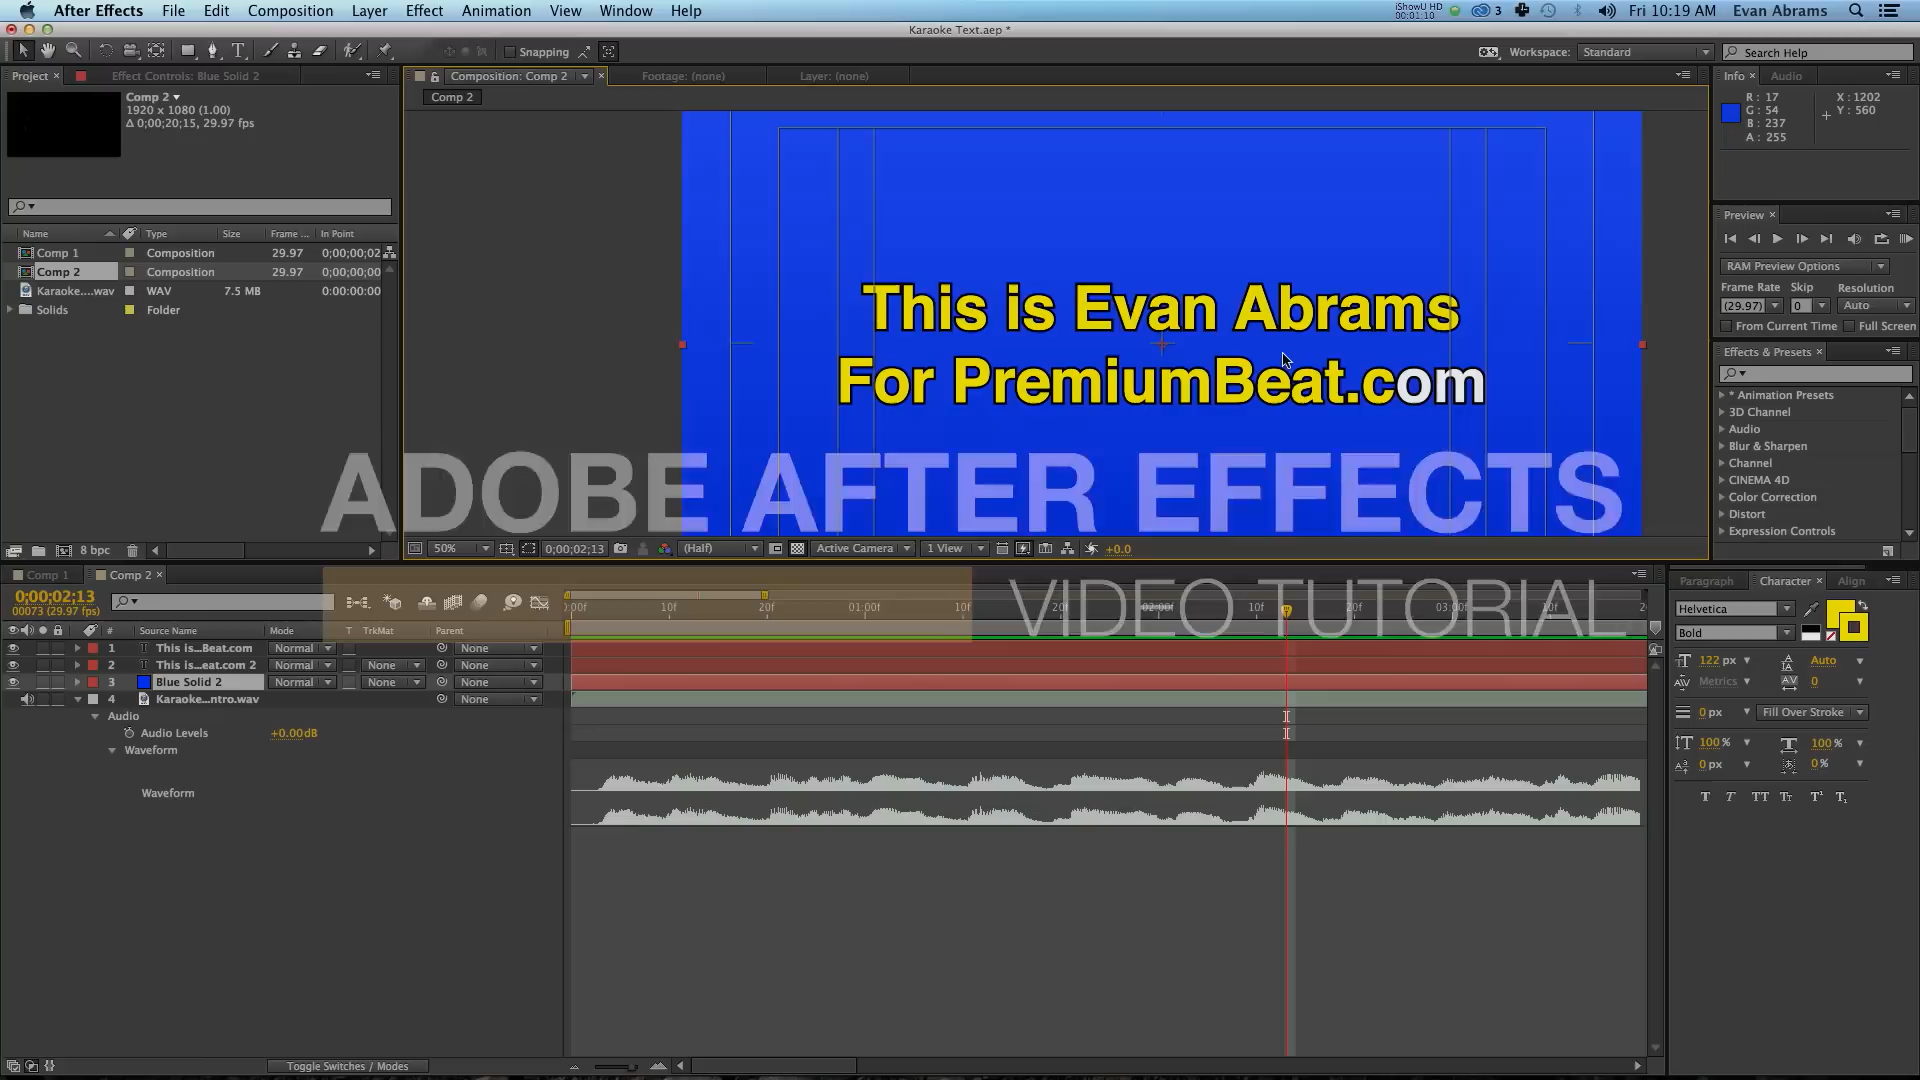 After Effects File Edit Composition Layer Effect Animation View Window Help
iShowU HD 00:01:10 3 Fri 10:19 AM Evan Abrams
Karaoke Text.aep *
Snapping Workspace: Standard Search Help
Project Effect Controls: Blue Solid 2
Composition: Comp 2 Footage: (none) Layer: (none)
Info Audio
Comp 2
1920 x 1080 (1.00)
Δ 0;00;20;15, 29.97 fps
Comp 2
R: 17 X: 1202
G: 54 Y: 560
B: 237
A: 255
Name Type Size Frame ... In Point
Comp 1 Composition 29.97 0;00;00;02
Comp 2 Composition 29.97 0;00;00;00
Karaoke....wav WAV 7.5 MB 0:00:00:00
Solids Folder
This is Evan Abrams
For PremiumBeat.com
Preview
RAM Preview Options
Frame Rate Skip Resolution
(29.97) 0 Auto
From Current Time Full Screen
Effects & Presets
* Animation Presets
3D Channel
Audio
Blur & Sharpen
Channel
CINEMA 4D
Color Correction
Distort
Expression Controls
ADOBE AFTER EFFECTS
8 bpc
50% 0;00;02;13 (Half) Active Camera 1 View +0.0
Comp 1 Comp 2
VIDEO TUTORIAL
0;00;02;13
00073 (29.97 fps)
:00f 10f 20f 01:00f 10f 20f 02:00f 10f 20f 03:00f 10f 2
# Source Name Mode T TrkMat Parent
1 This is...Beat.com Normal None
2 This is...eat.com 2 Normal None None
3 Blue Solid 2 Normal None None
4 Karaoke...ntro.wav None
Audio
Audio Levels +0.00dB
Waveform
Waveform
Toggle Switches / Modes
Paragraph Character Align
Helvetica
Bold
122 px Auto
Metrics 0
0 px Fill Over Stroke
100 % 100 %
0 px 0 %
T T TT Tt T¹ T₁